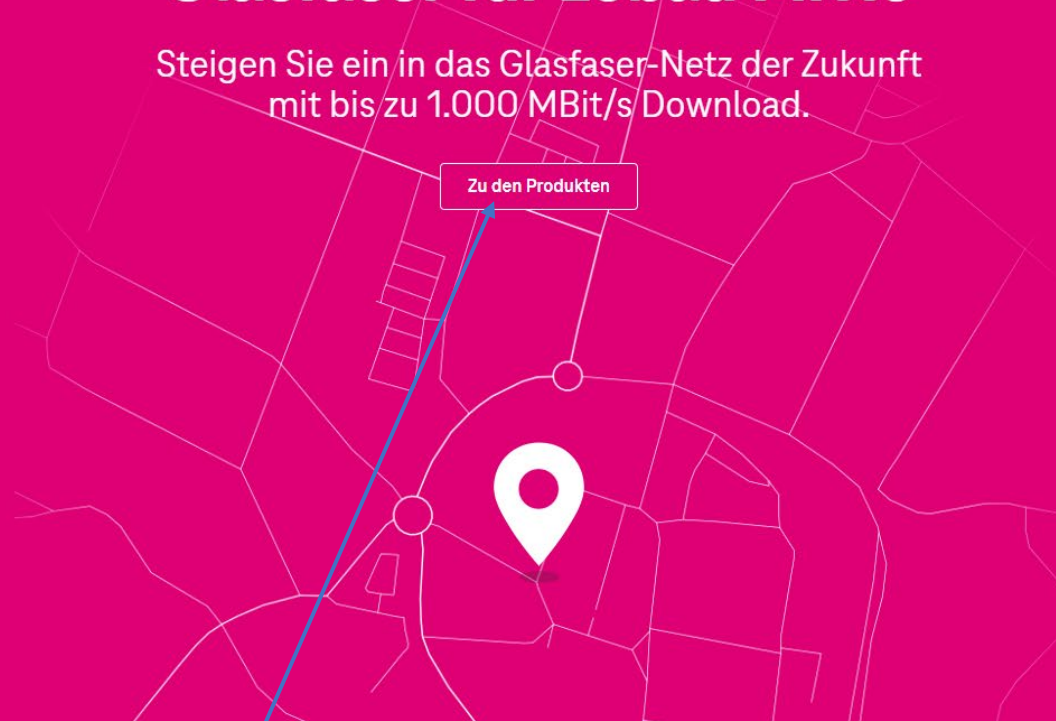 Steigen Sie ein in das Glasfaser-Netz der Zukunft
mit bis zu 1.000 MBit/s Download.
Zu den Produkten